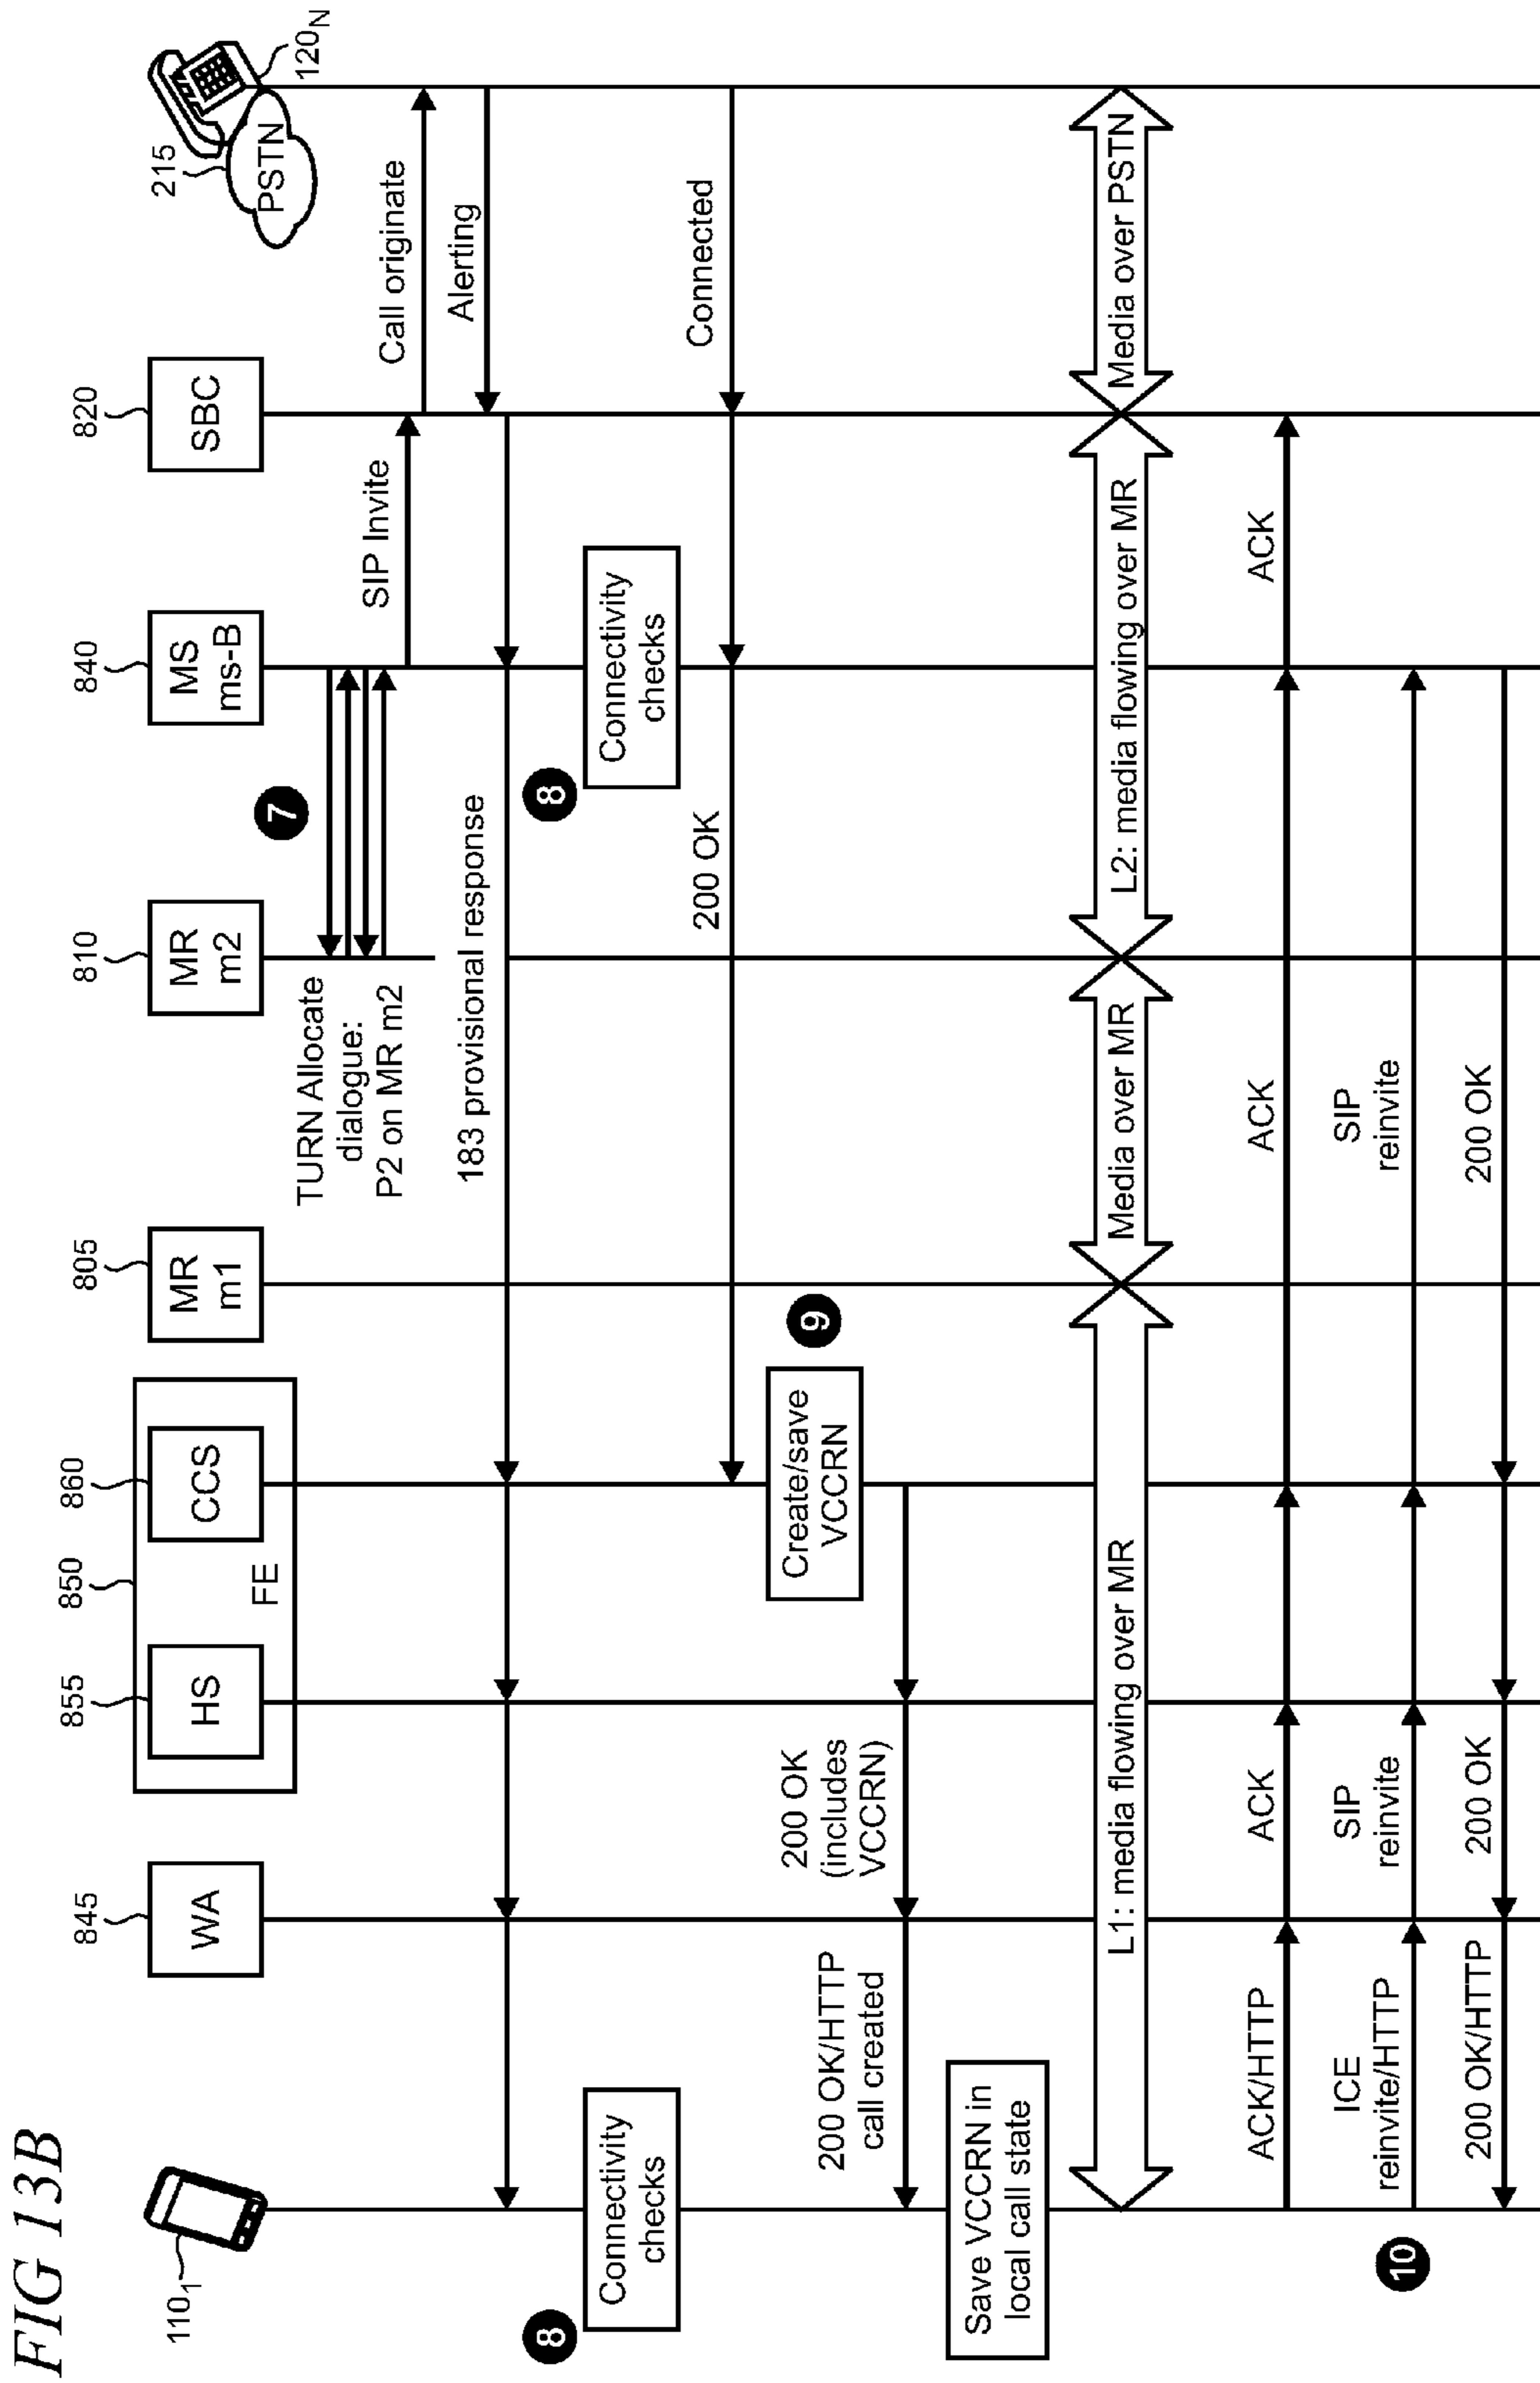 FIG 13B
110₁
845
WA
855
HS
850
FE
860
CCS
805
MR
m1
810
MR
m2
840
MS
ms-B
820
SBC
215
PSTN
120N
7
TURN Allocate
dialogue:
P2 on MR m2
SIP Invite
Call originate
Alerting
183 provisional response
8
Connectivity
checks
8
Connectivity
checks
200 OK
Connected
Create/save
VCCRN
9
200 OK/HTTP
call created
200 OK
(includes
VCCRN)
Save VCCRN in
local call state
L1: media flowing over MR
Media over MR
L2: media flowing over MR
Media over PSTN
ACK/HTTP
ACK
ACK
ACK
10
ICE
reinvite/HTTP
SIP
reinvite
SIP
reinvite
200 OK/HTTP
200 OK
200 OK